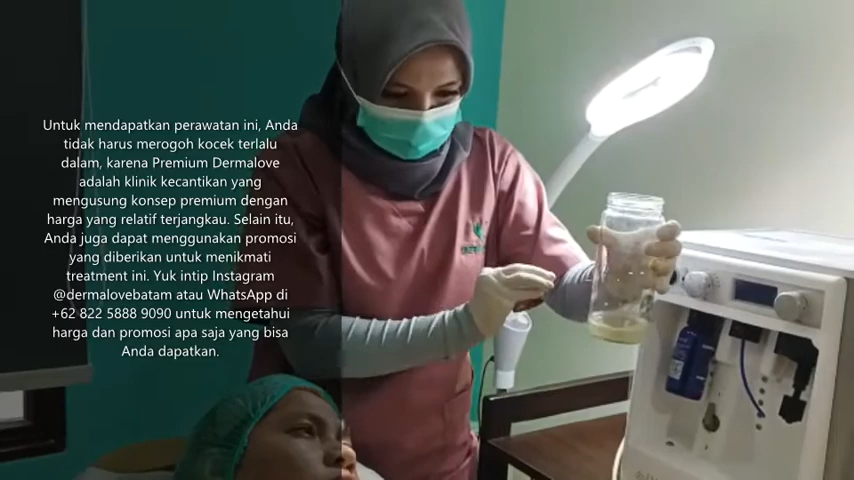 Untuk mendapatkan perawatan ini, Anda
tidak harus merogoh kocek terlalu
dalam, karena Premium Dermalove
adalah klinik kecantikan yang
mengusung konsep premium dengan
harga yang relatif terjangkau. Selain itu,
Anda juga dapat menggunakan promosi
yang diberikan untuk menikmati
treatment ini. Yuk intip Instagram
@dermalovebatam atau WhatsApp di
+62 822 5888 9090 untuk mengetahui
harga dan promosi apa saja yang bisa
Anda dapatkan.